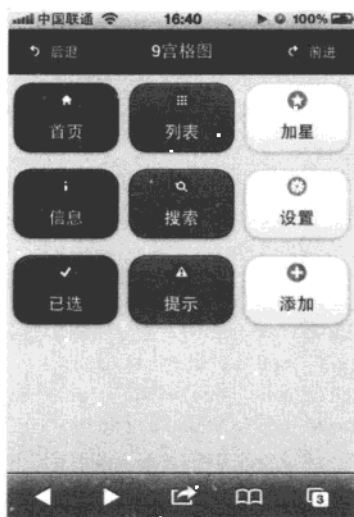 中国联通 16:40 100%
后退 9宫格图 前进
首页 列表 加星
信息 搜索 设置
已选 提示 添加
3